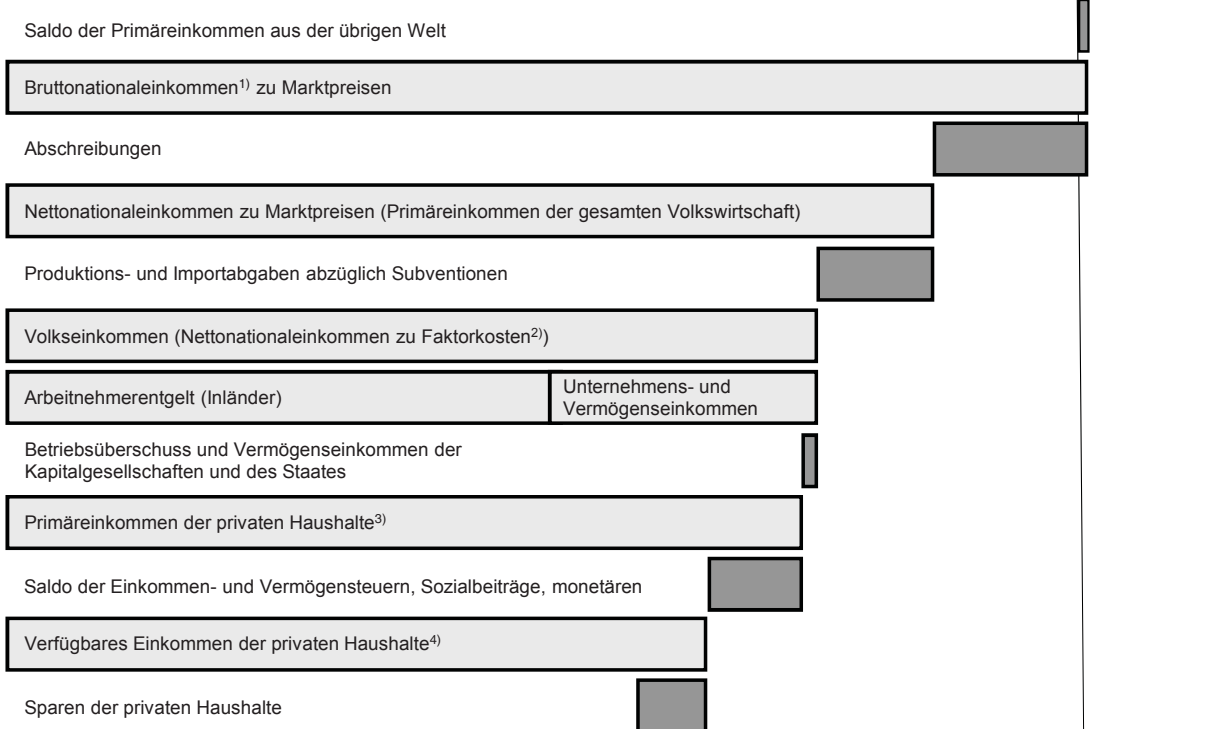 Saldo der Primäreinkommen aus der übrigen Welt
Bruttonationaleinkommen1) zu Marktpreisen
Abschreibungen
Nettonationaleinkommen zu Marktpreisen (Primäreinkommen der gesamten Volkswirtschaft)
Produktions- und Importabgaben abzüglich Subventionen
Volkseinkommen (Nettonationaleinkommen zu Faktorkosten2))
Arbeitnehmerentgelt (Inländer)
Unternehmens- und
Vermögenseinkommen
Betriebsüberschuss und Vermögenseinkommen der
Kapitalgesellschaften und des Staates
Primäreinkommen der privaten Haushalte3)
Saldo der Einkommen- und Vermögensteuern, Sozialbeiträge, monetären
Verfügbares Einkommen der privaten Haushalte4)
Sparen der privaten Haushalte